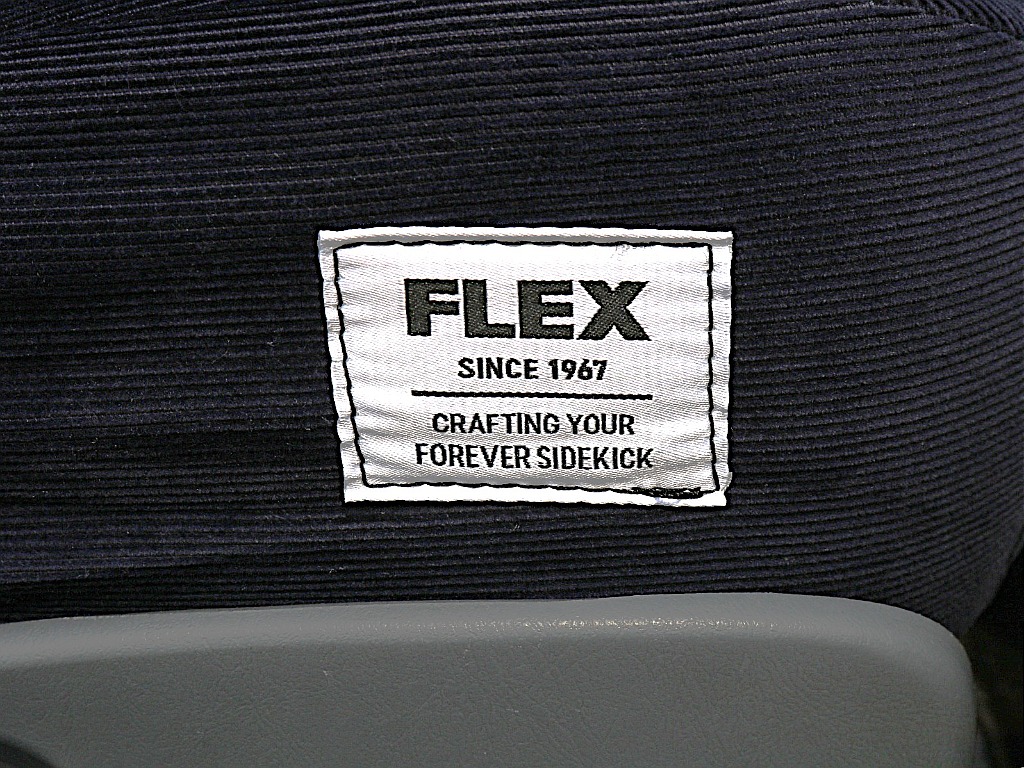 FLEX
SINCE 1967
CRAFTING YOUR
FOREVER SIDEKICK